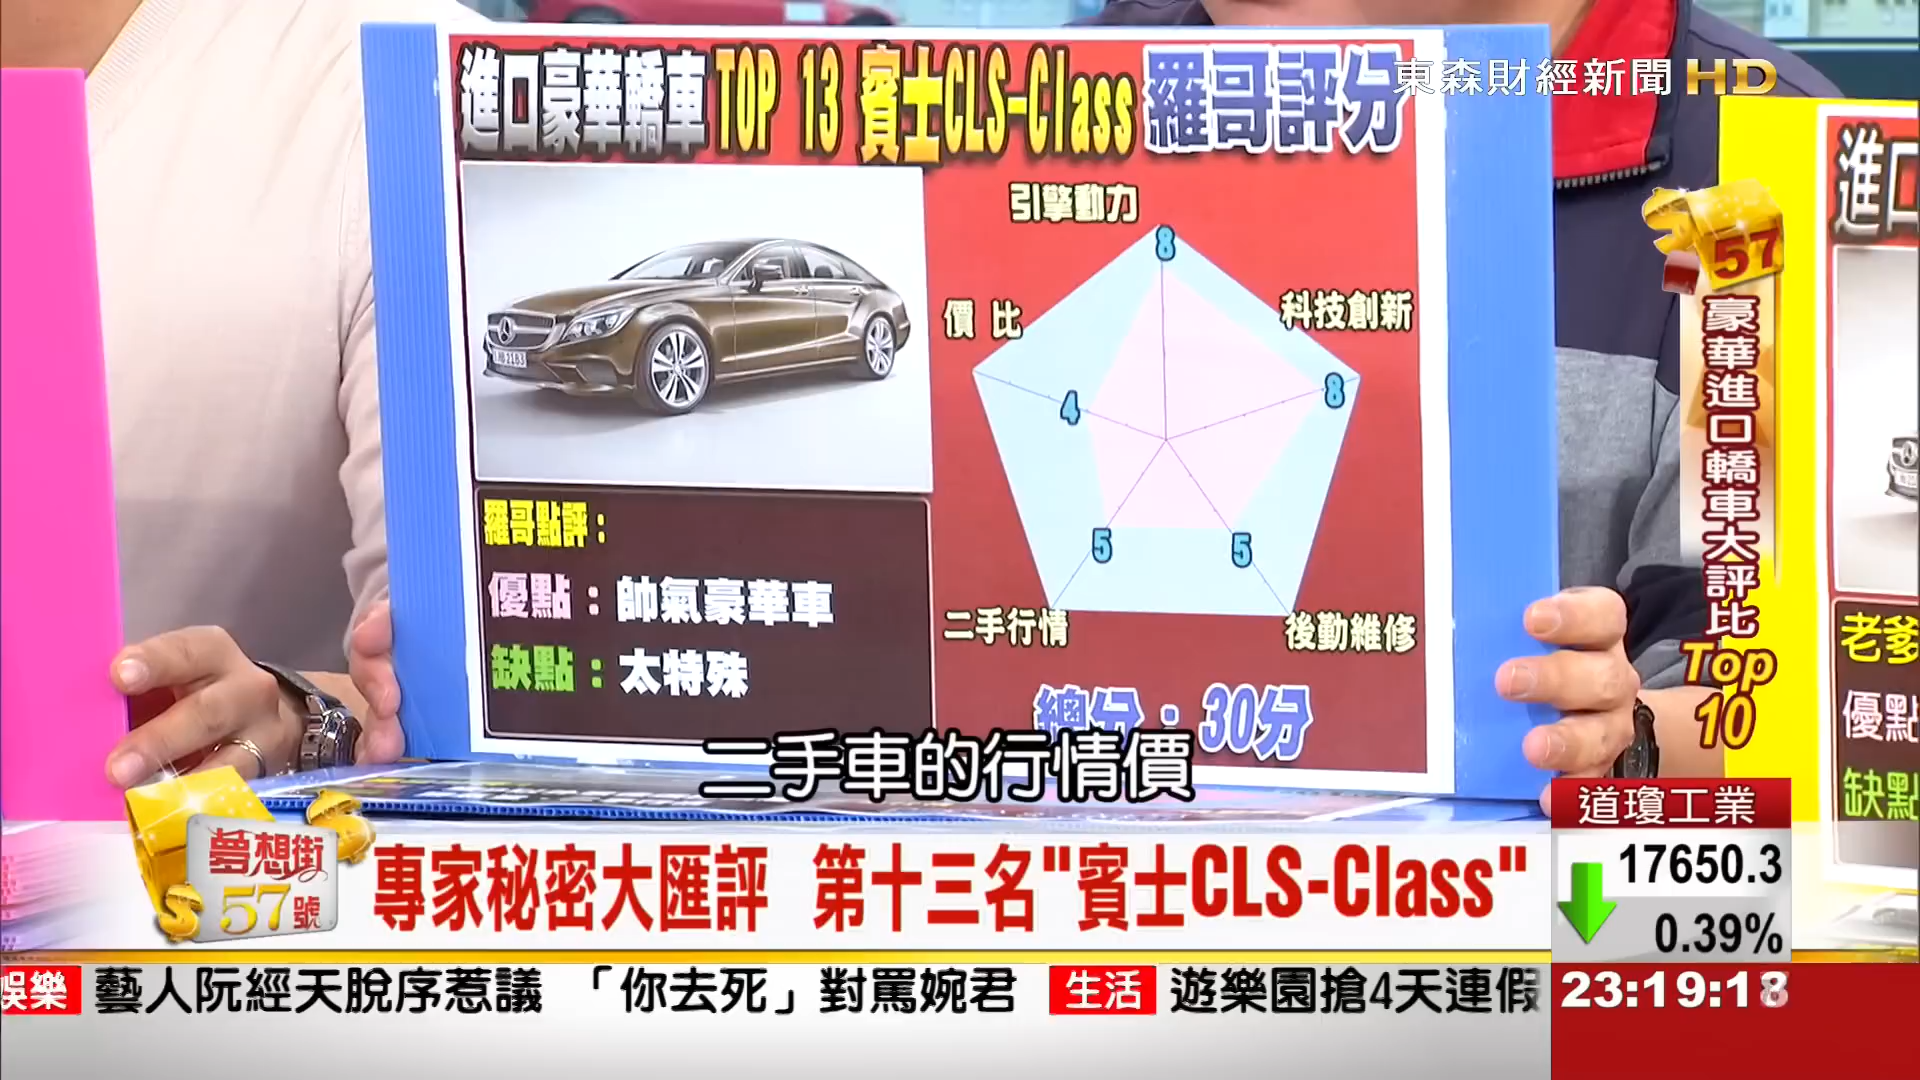 進口豪華轎車TOP 13 賓士CLS-Class 羅哥評分
東森財經新聞 HD
引擎動力
8
價 比
科技創新
4
8
5
5
二手行情
後勤維修
總分：30分
羅哥點評：
優點：帥氣豪華車
缺點：太特殊
57
豪華進口轎車大評比
Top
10
進口
老爹
優點
缺點
二手車的行情價
夢想街
57號
專家秘密大匯評 第十三名"賓士CLS-Class"
道瓊工業
17650.3
0.39%
娛樂 藝人阮經天脫序惹議 「你去死」對罵婉君 生活 遊樂園搶4天連假
23:19:18